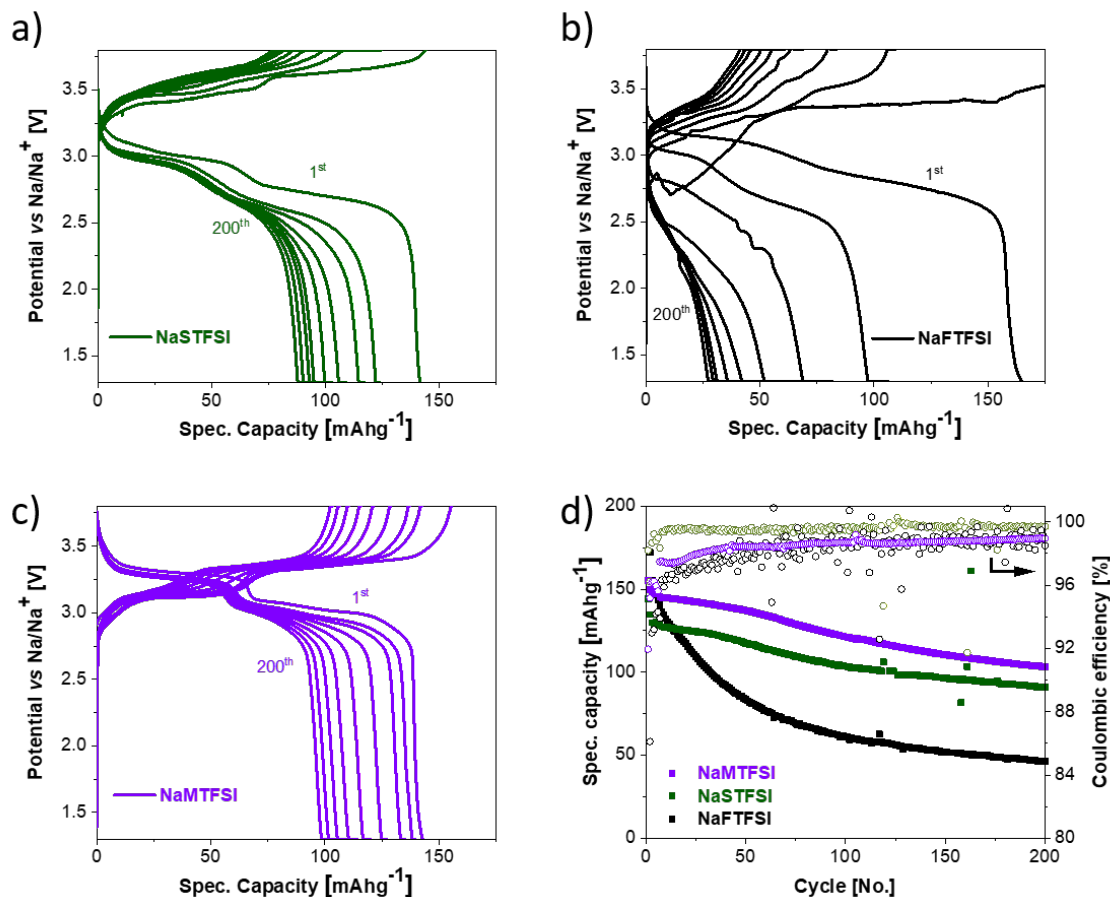 a)
3.5
3.0
2.5
2.0
1.5
Potential vs Na/Na⁺ [V]
1ˢᵗ
200ᵗʰ
NaSTFSI
0 50 100 150
Spec. Capacity [mAhg⁻¹]
b)
3.5
3.0
2.5
2.0
1.5
Potential vs Na/Na⁺ [V]
1ˢᵗ
200ᵗʰ
NaFTFSI
0 50 100 150
Spec. Capacity [mAhg⁻¹]
c)
3.5
3.0
2.5
2.0
1.5
Potential vs Na/Na⁺ [V]
1ˢᵗ
200ᵗʰ
NaMTFSI
0 50 100 150
Spec. Capacity [mAhg⁻¹]
d)
200
150
100
50
0
Spec. capacity [mAhg⁻¹]
NaMTFSI
NaSTFSI
NaFTFSI
100
96
92
88
84
80
Coulombic efficiency [%]
0 50 100 150 200
Cycle [No.]